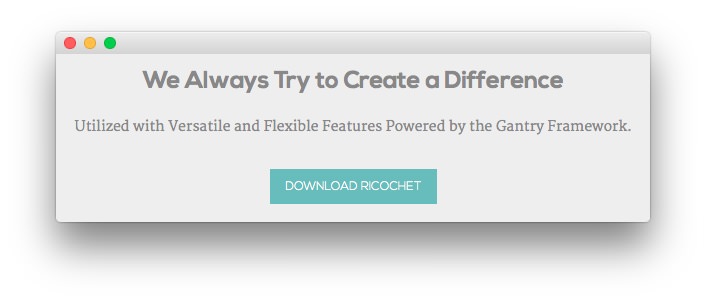 We Always Try to Create a Difference
Utilized with Versatile and Flexible Features Powered by the Gantry Framework.
DOWNLOAD RICOCHET